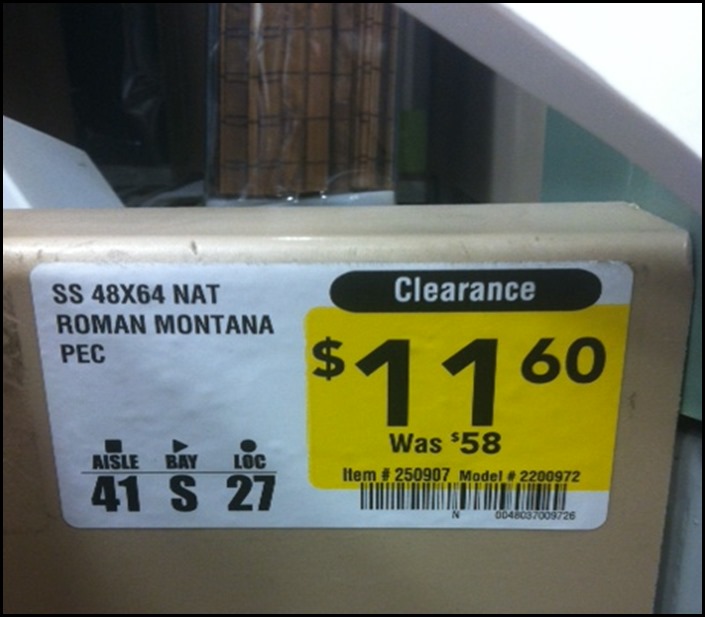 SS 48X64 NAT
ROMAN MONTANA
PEC
AISLE BAY LOC
41 S 27
Clearance
$11 60
Was $58
Item # 250907 Model # 2200972
N 0048037009726